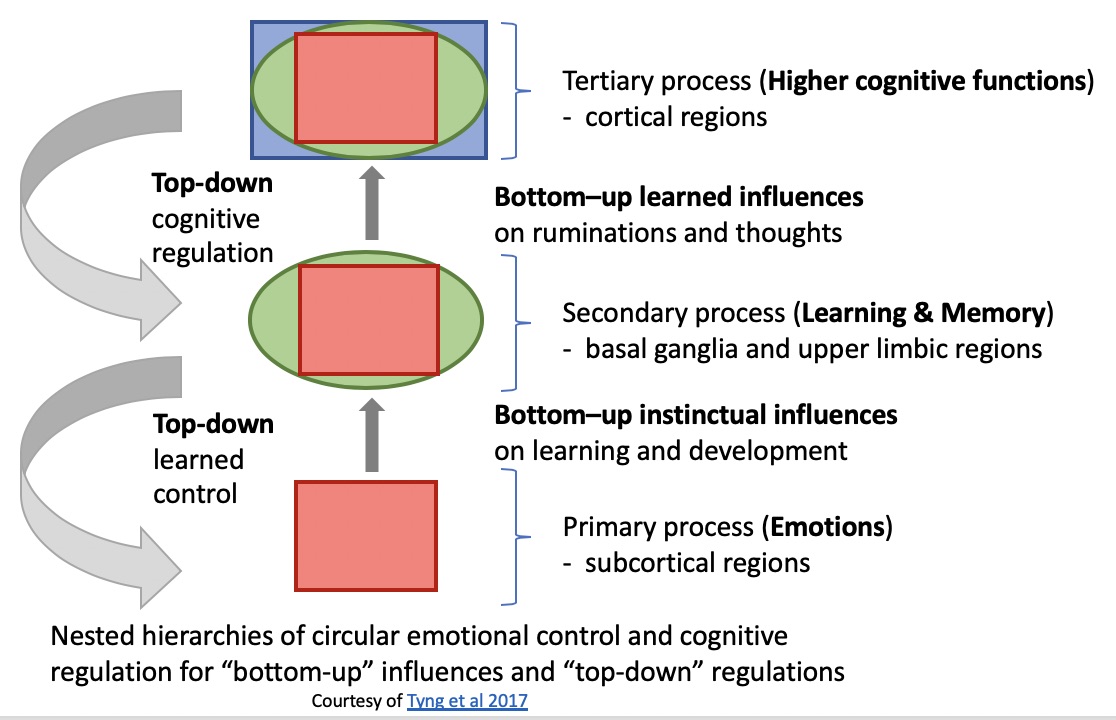 Tertiary process (Higher cognitive functions)
- cortical regions
Top-down
cognitive
regulation
Bottom–up learned influences
on ruminations and thoughts
Secondary process (Learning & Memory)
- basal ganglia and upper limbic regions
Top-down
learned
control
Bottom–up instinctual influences
on learning and development
Primary process (Emotions)
- subcortical regions
Nested hierarchies of circular emotional control and cognitive
regulation for “bottom-up” influences and “top-down” regulations
Courtesy of Tyng et al 2017